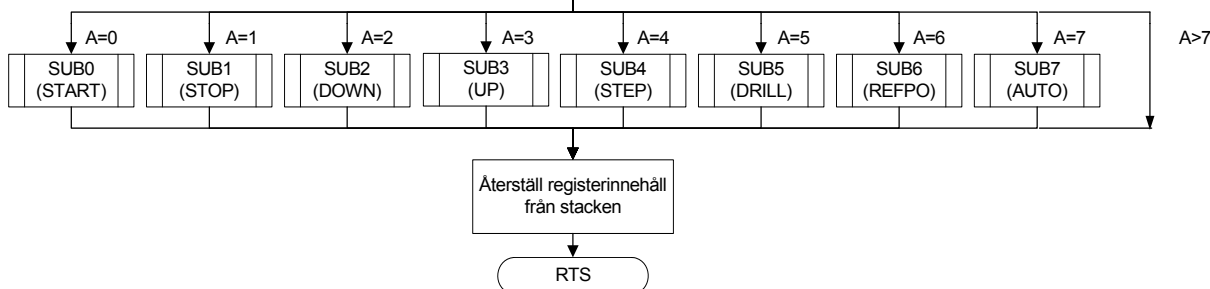 A=0 A=1 A=2 A=3 A=4 A=5 A=6 A=7 A>7
SUB0 SUB1 SUB2 SUB3 SUB4 SUB5 SUB6 SUB7
(START) (STOP) (DOWN) (UP) (STEP) (DRILL) (REFPO) (AUTO)
Återställ registerinnehåll
från stacken
RTS